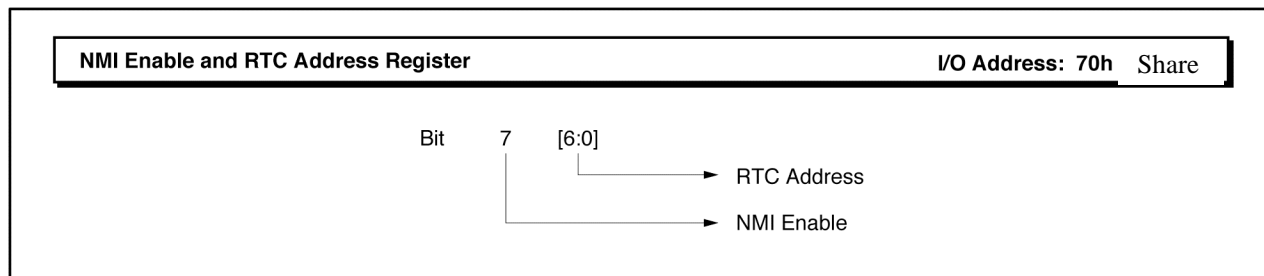 NMI Enable and RTC Address Register I/O Address: 70h Share
Bit 7 [6:0]
RTC Address
NMI Enable